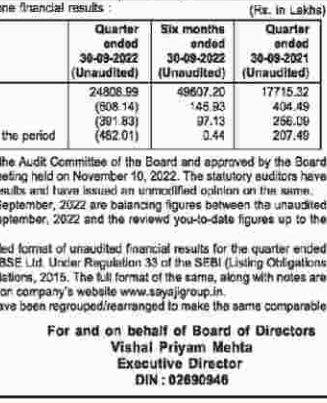 one financial results : (Rs. in Lakhs)
Quarter ended 30-09-2022 (Unaudited) Six months ended 30-09-2022 (Unaudited) Quarter ended 30-09-2021 (Unaudited)
24808.99 49607.20 17715.32
(608.14) 146.93 404.49
(391.83) 97.13 256.09
the period (452.01) 0.44 207.49
the Audit Committee of the Board and approved by the Board
eeting held on November 10, 2022. The statutory auditors have
esults and have issued an unmodified opinion on the same.
September, 2022 are balancing figures between the unaudited
eptember, 2022 and the reviewd you-to-date figures up to the
led format of unaudited financial results for the quarter ended
BSE Ltd. Under Regulation 33 of the SEBI (Listing Obligations
lations, 2015. The full format of the same, along with notes are
on company's website www.sayajigroup.in.
ave been regrouped/rearranged to make the same comparable
For and on behalf of Board of Directors
Vishal Priyam Mehta
Executive Director
DIN : 02690946